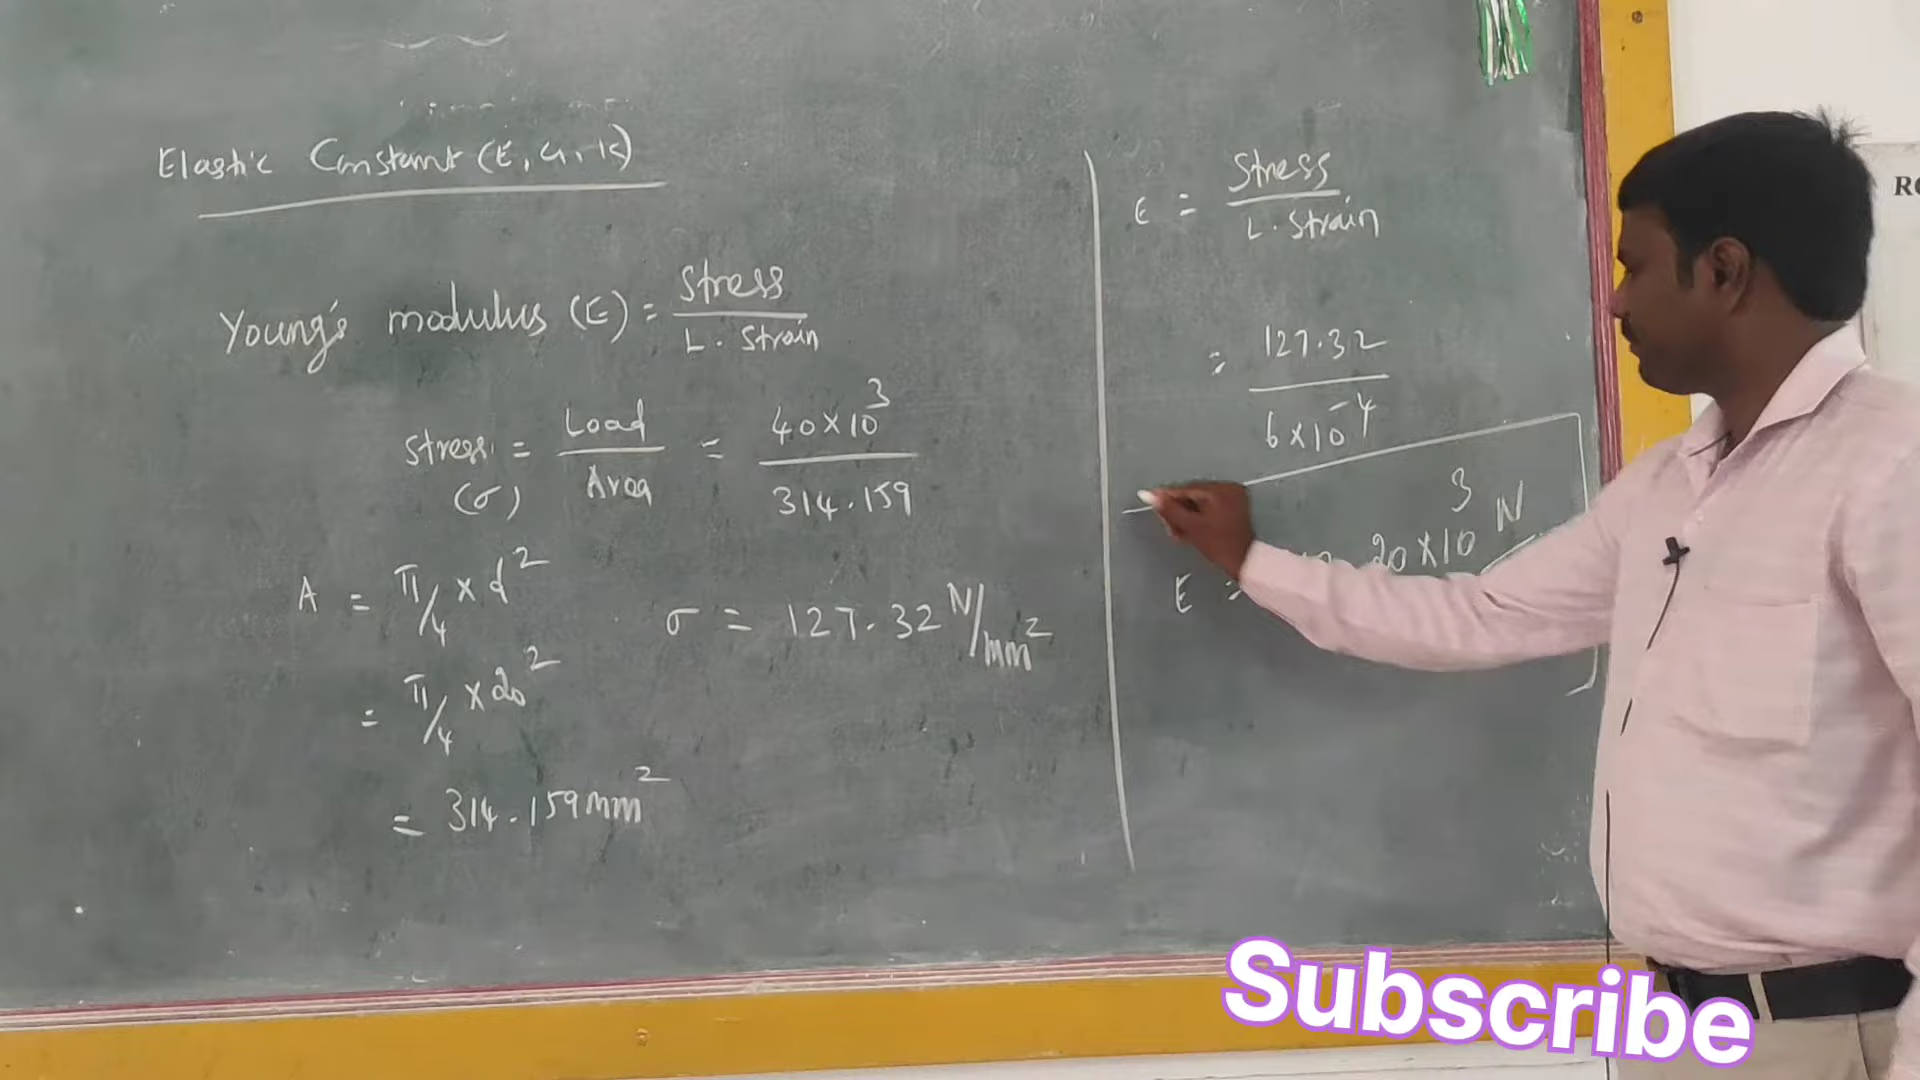 Elastic Constants (E, G, K)
Young's modulus (E) = Stress / L. Strain
Stress (σ) = Load / Area = 40×10³ / 314.159
A = π/4 × d²
= π/4 × 20²
= 314.159 mm²
σ = 127.32 N/mm²
E = Stress / L. Strain
= 127.32 / 6×10⁻⁴
E = 20×10³ N
Subscribe